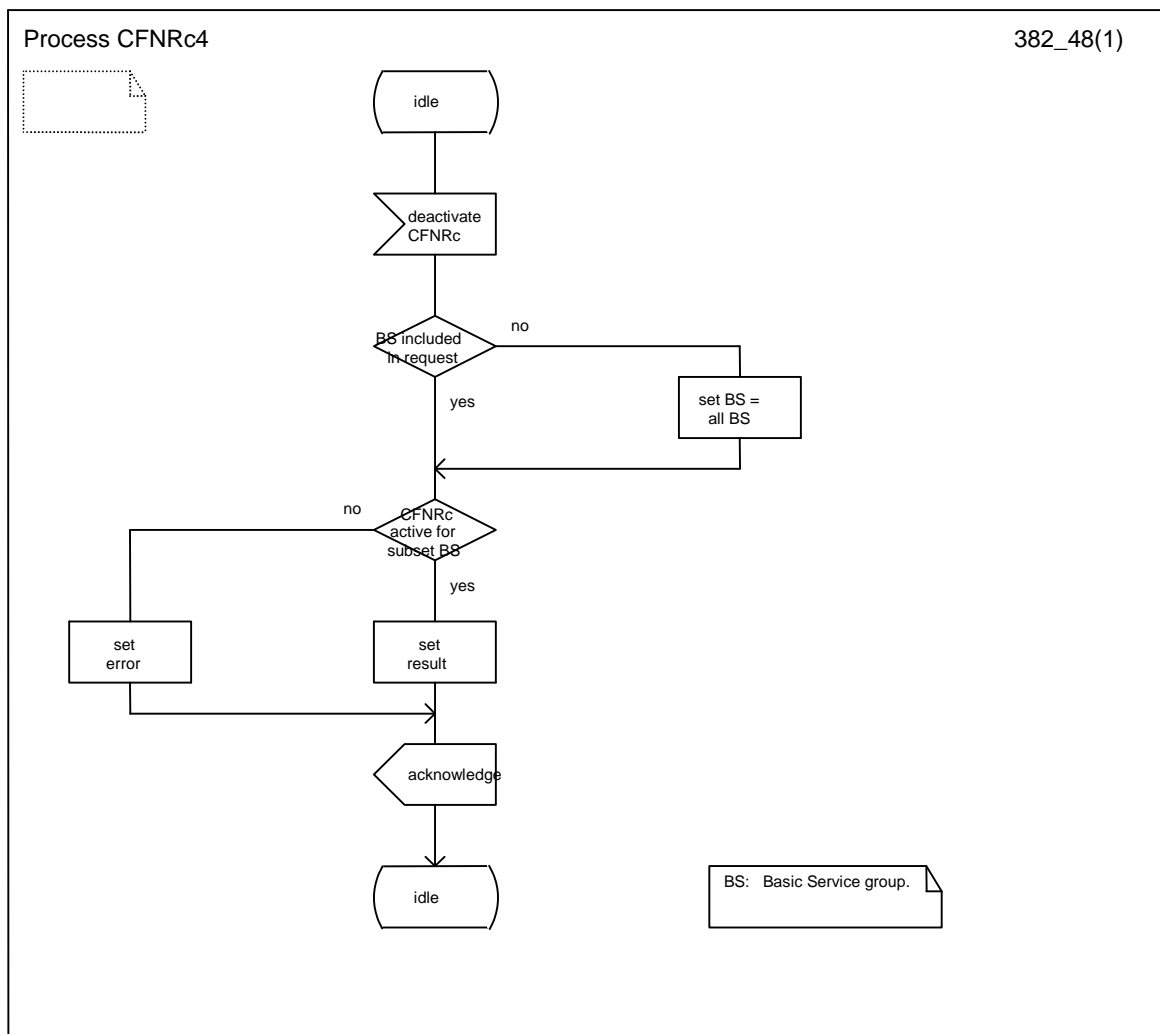 Process CFNRc4
382_48(1)
idle
deactivate
CFNRc
BS included
in request
no
yes
set BS =
all BS
no
CFNRc
active for
subset BS
yes
set
error
set
result
acknowledge
idle
BS: Basic Service group.